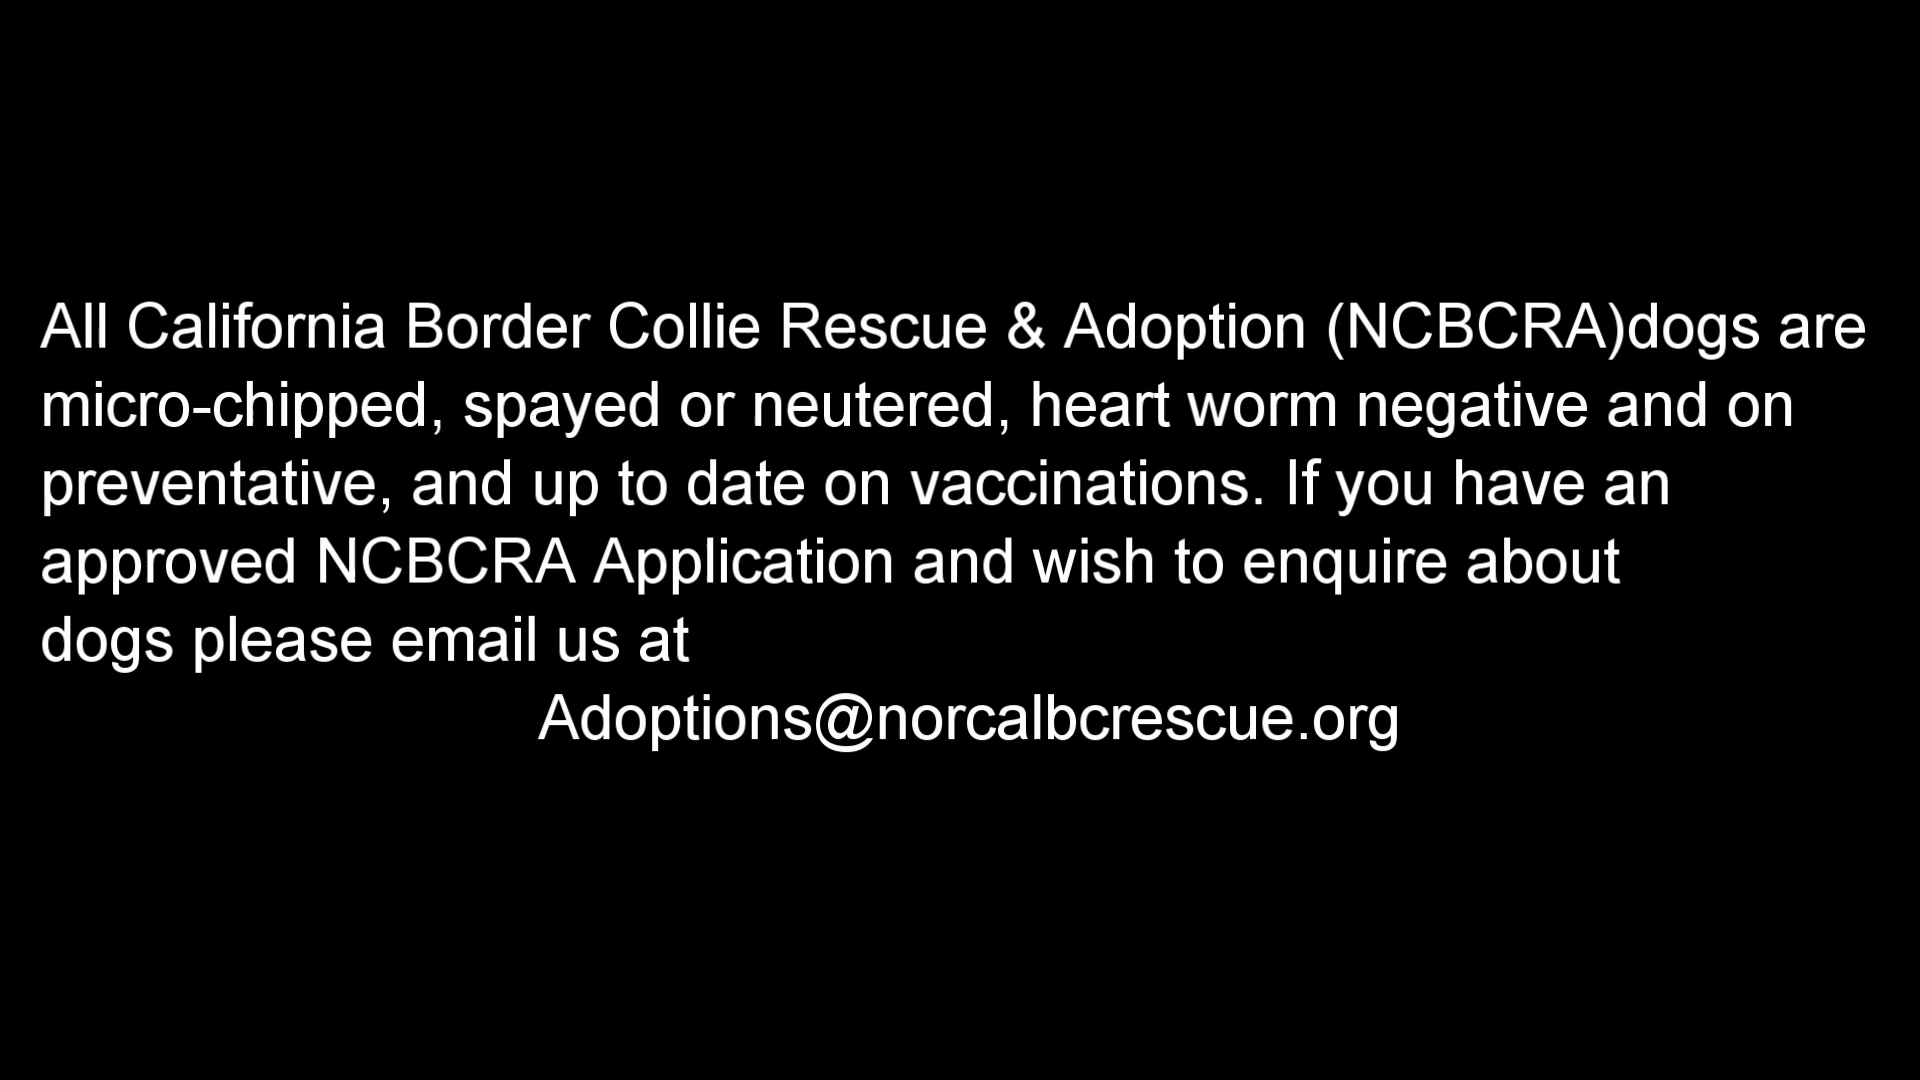 All California Border Collie Rescue & Adoption (NCBCRA)dogs are
micro-chipped, spayed or neutered, heart worm negative and on
preventative, and up to date on vaccinations. If you have an
approved NCBCRA Application and wish to enquire about
dogs please email us at
Adoptions@norcalbcrescue.org